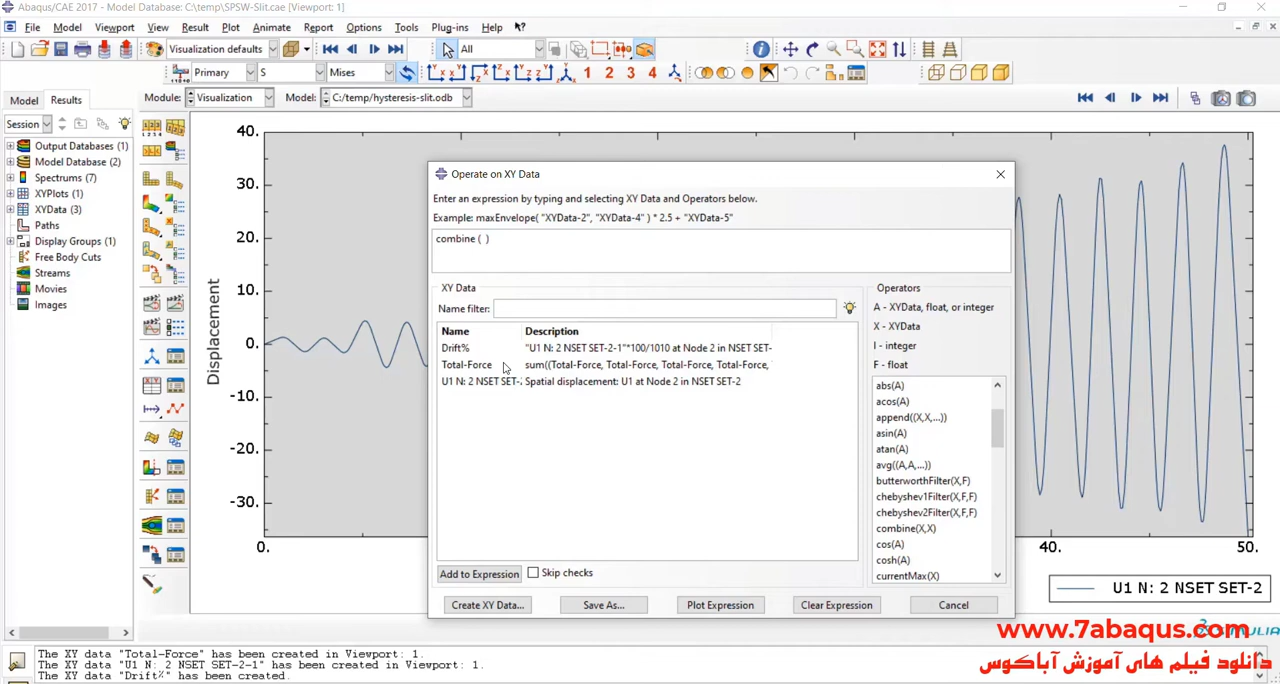 Abaqus/CAE 2017 - Model Database: C:\temp\SPSW-Slit.cae [Viewport: 1]
File Model Viewport View Result Plot Animate Report Options Tools Plug-ins Help
Visualization defaults All
Primary S Mises 1 2 3 4
Model Results Module: Visualization Model: C:/temp/hysteresis-slit.odb
Session
Output Databases (1)
Model Database (2)
Spectrums (7)
XYPlots (1)
XYData (3)
Paths
Display Groups (1)
Free Body Cuts
Streams
Movies
Images
Displacement
40.
30.
20.
10.
0.
-10.
-20.
-30.
0. 40. 50.
U1 N: 2 NSET SET-2
Operate on XY Data
Enter an expression by typing and selecting XY Data and Operators below.
Example: maxEnvelope( "XYData-2", "XYData-4" ) * 2.5 + "XYData-5"
combine ( )
XY Data
Name filter:
Name Description
Drift% "U1 N: 2 NSET SET-2-1"*100/1010 at Node 2 in NSET SET-
Total-Force sum((Total-Force, Total-Force, Total-Force, Total-Force,
U1 N: 2 NSET SET-. Spatial displacement: U1 at Node 2 in NSET SET-2
Operators
A - XYData, float, or integer
X - XYData
I - integer
F - float
abs(A)
acos(A)
append((X,X,...))
asin(A)
atan(A)
avg((A,A,...))
butterworthFilter(X,F)
chebyshev1Filter(X,F,F)
chebyshev2Filter(X,F,F)
combine(X,X)
cos(A)
cosh(A)
currentMax(X)
Add to Expression Skip checks
Create XY Data... Save As... Plot Expression Clear Expression Cancel
The XY data "Total-Force" has been created in Viewport: 1.
The XY data "U1 N: 2 NSET SET-2-1" has been created in Viewport: 1.
The XY data "Drift%" has been created.
www.7abaqus.com
دانلود فیلم های آموزش آباکوس